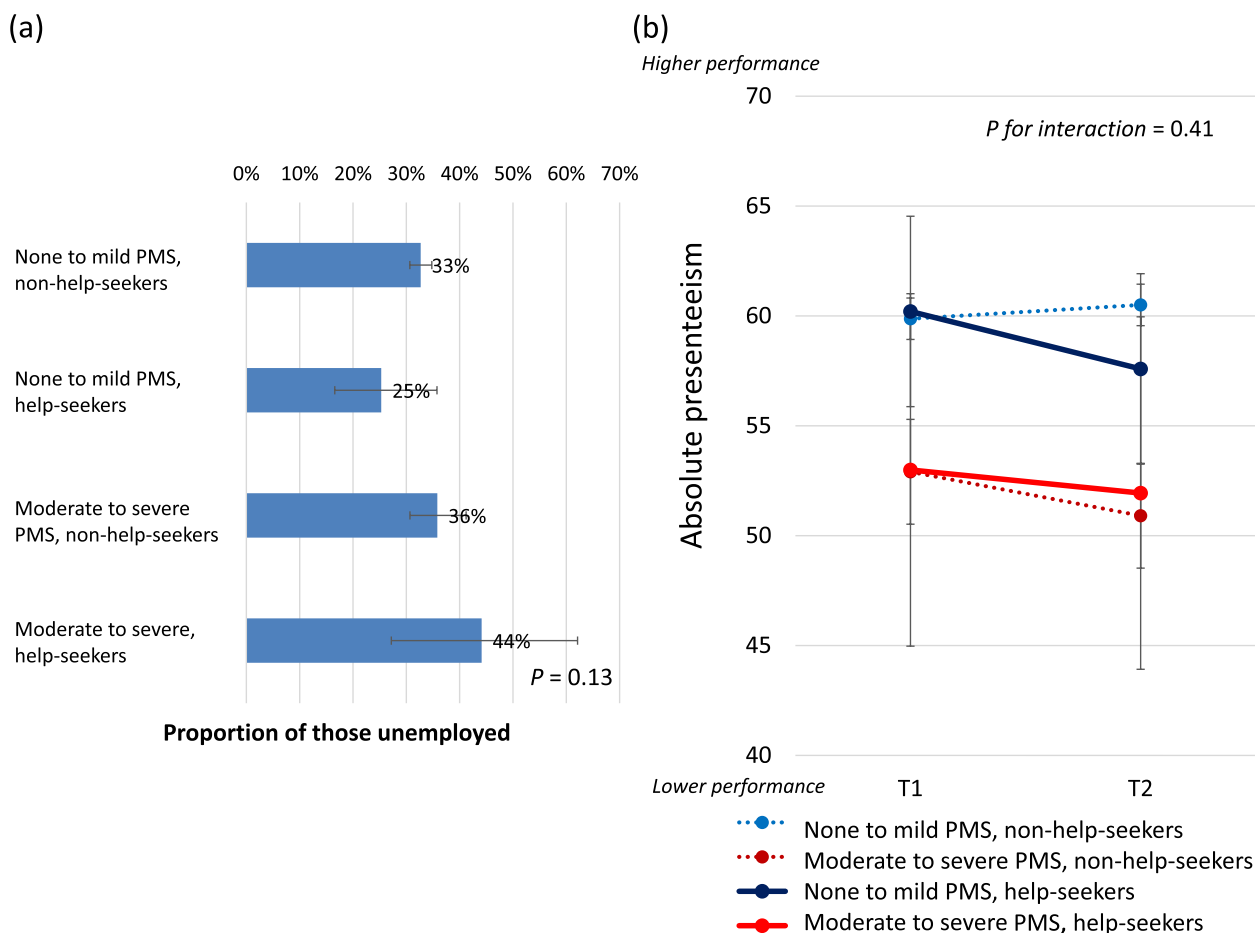 (a)
0% 10% 20% 30% 40% 50% 60% 70%
None to mild PMS,
non-help-seekers
33%
None to mild PMS,
help-seekers
25%
Moderate to severe
PMS, non-help-seekers
36%
Moderate to severe,
help-seekers
44%
P = 0.13
Proportion of those unemployed
(b)
Higher performance
70
P for interaction = 0.41
65
60
55
50
45
40
Absolute presenteeism
Lower performance
T1 T2
None to mild PMS, non-help-seekers
Moderate to severe PMS, non-help-seekers
None to mild PMS, help-seekers
Moderate to severe PMS, help-seekers